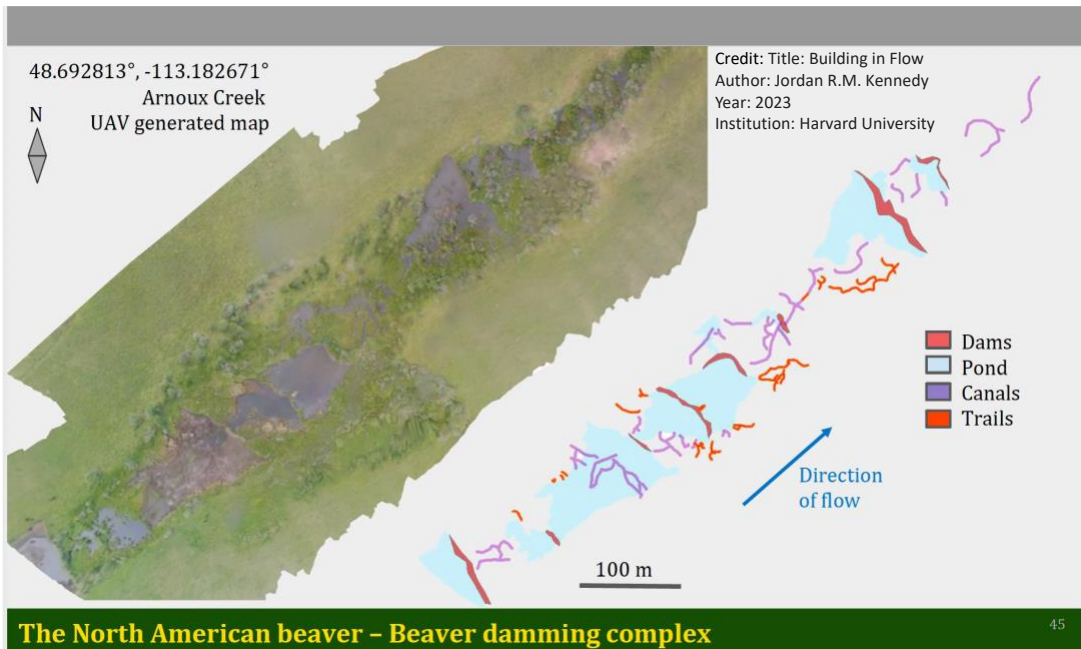 48.692813°, -113.182671°
Arnoux Creek
UAV generated map
N
Credit: Title: Building in Flow
Author: Jordan R.M. Kennedy
Year: 2023
Institution: Harvard University
Dams
Pond
Canals
Trails
Direction
of flow
100 m
The North American beaver – Beaver damming complex
45